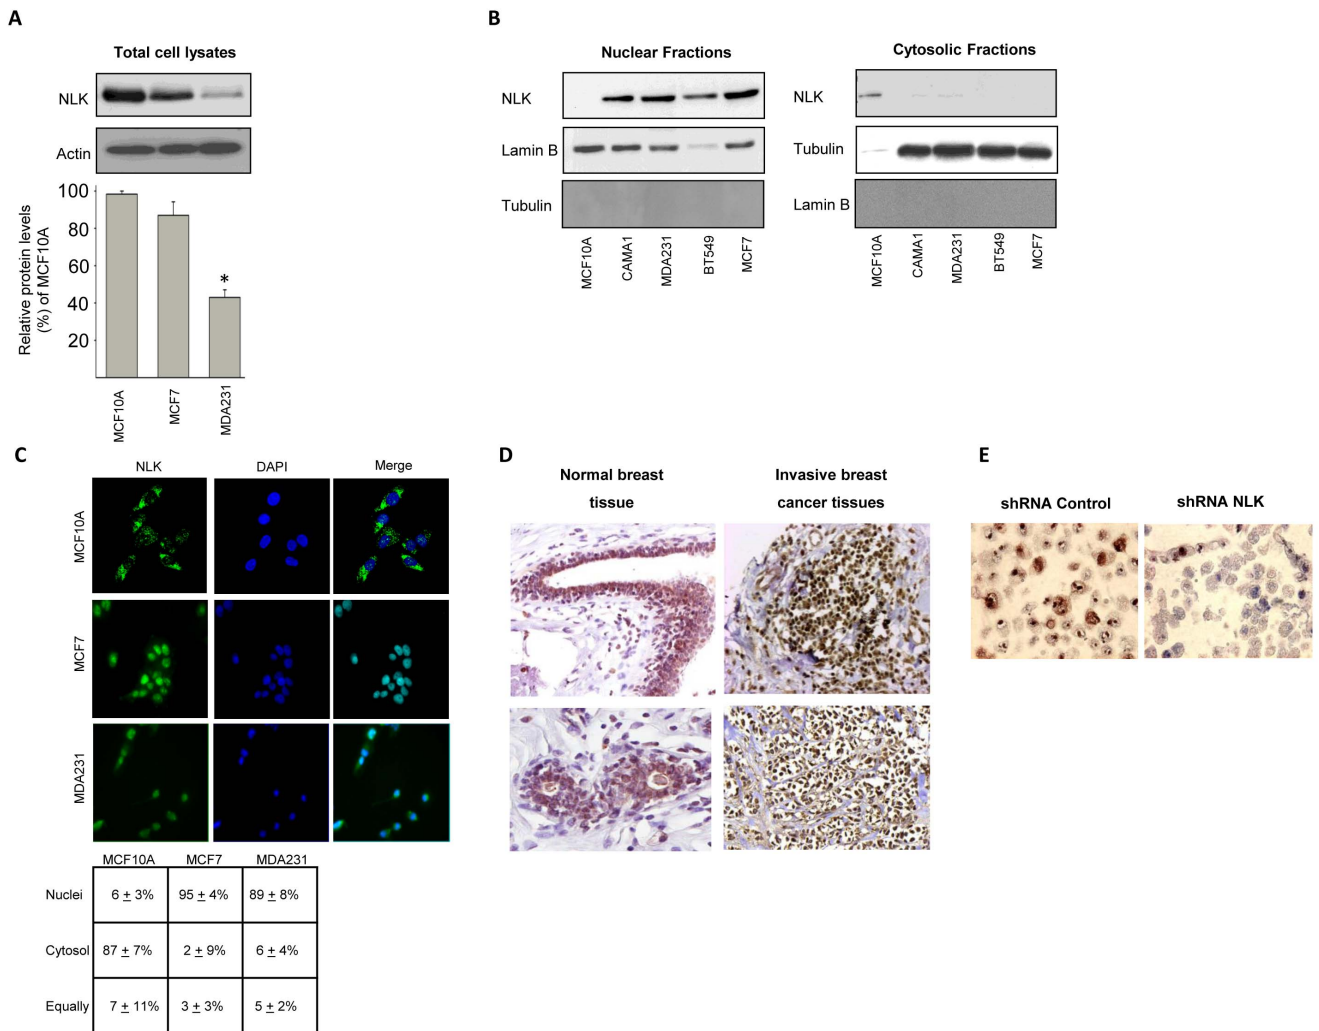 A
Total cell lysates
NLK
Actin
100
80
60
40
20
Relative protein levels
(%) of MCF10A
*
MCF10A
MCF7
MDA231
B
Nuclear Fractions
NLK
Lamin B
Tubulin
MCF10A
CAMA1
MDA231
BT549
MCF7
Cytosolic Fractions
NLK
Tubulin
Lamin B
MCF10A
CAMA1
MDA231
BT549
MCF7
C
NLK DAPI Merge
MCF10A
MCF7
MDA231
MCF10A MCF7 MDA231
Nuclei 6 ± 3% 95 ± 4% 89 ± 8%
Cytosol 87 ± 7% 2 ± 9% 6 ± 4%
Equally 7 ± 11% 3 ± 3% 5 ± 2%
D
Normal breast
tissue
Invasive breast
cancer tissues
E
shRNA Control
shRNA NLK